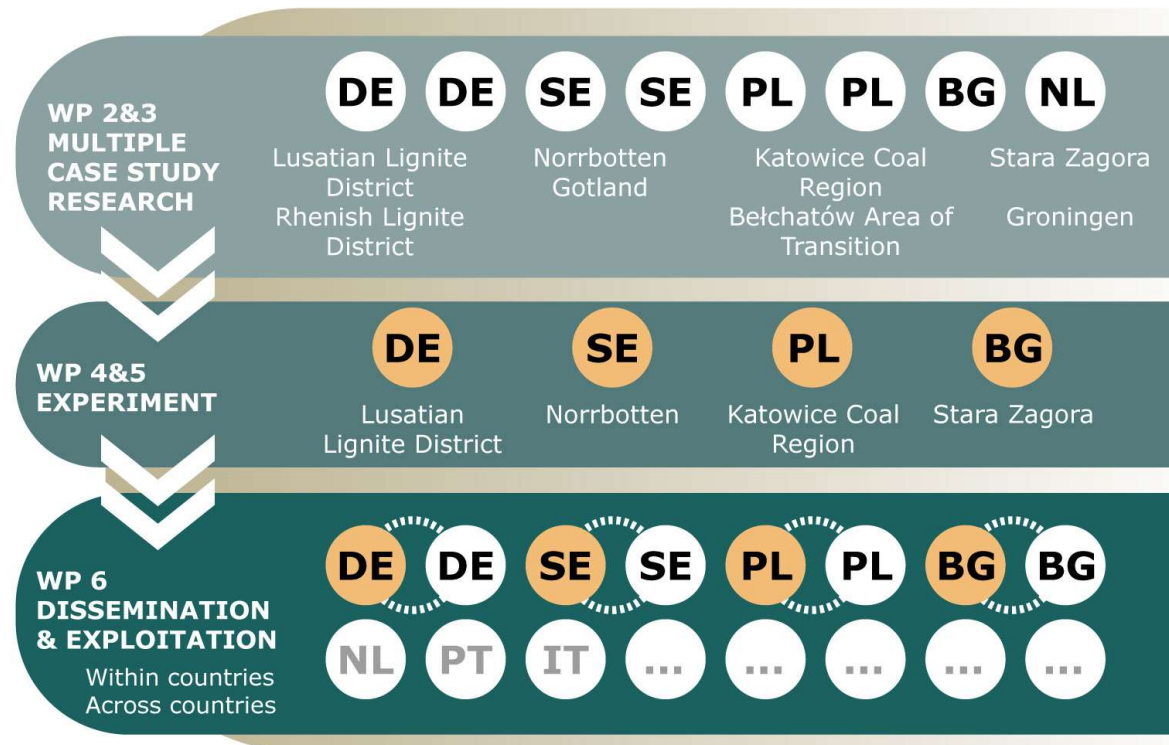 WP 2&3
MULTIPLE
CASE STUDY
RESEARCH
DE DE SE SE PL PL BG NL
Lusatian Lignite
District
Rhenish Lignite
District
Norrbotten
Gotland
Katowice Coal
Region
Bełchatów Area of
Transition
Stara Zagora
Groningen
WP 4&5
EXPERIMENT
DE SE PL BG
Lusatian
Lignite District
Norrbotten
Katowice Coal
Region
Stara Zagora
WP 6
DISSEMINATION
& EXPLOITATION
Within countries
Across countries
DE DE SE SE PL PL BG BG
NL PT IT ... ... ... ... ...